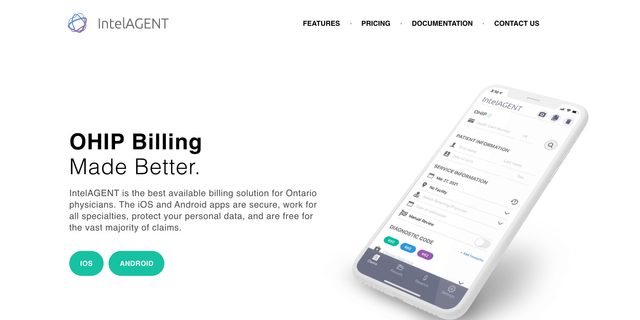 IntelAGENT
FEATURES - PRICING - DOCUMENTATION - CONTACT US
OHIP Billing
Made Better.
IntelAGENT is the best available billing solution for Ontario
physicians. The iOS and Android apps are secure, work for
all specialties, protect your personal data, and are free for
the vast majority of claims.
IOS
ANDROID
IntelAGENT
OHIP
PATIENT INFORMATION
SERVICE INFORMATION
Mar 27, 2021
No Facility
Manual Review
DIAGNOSTIC CODE